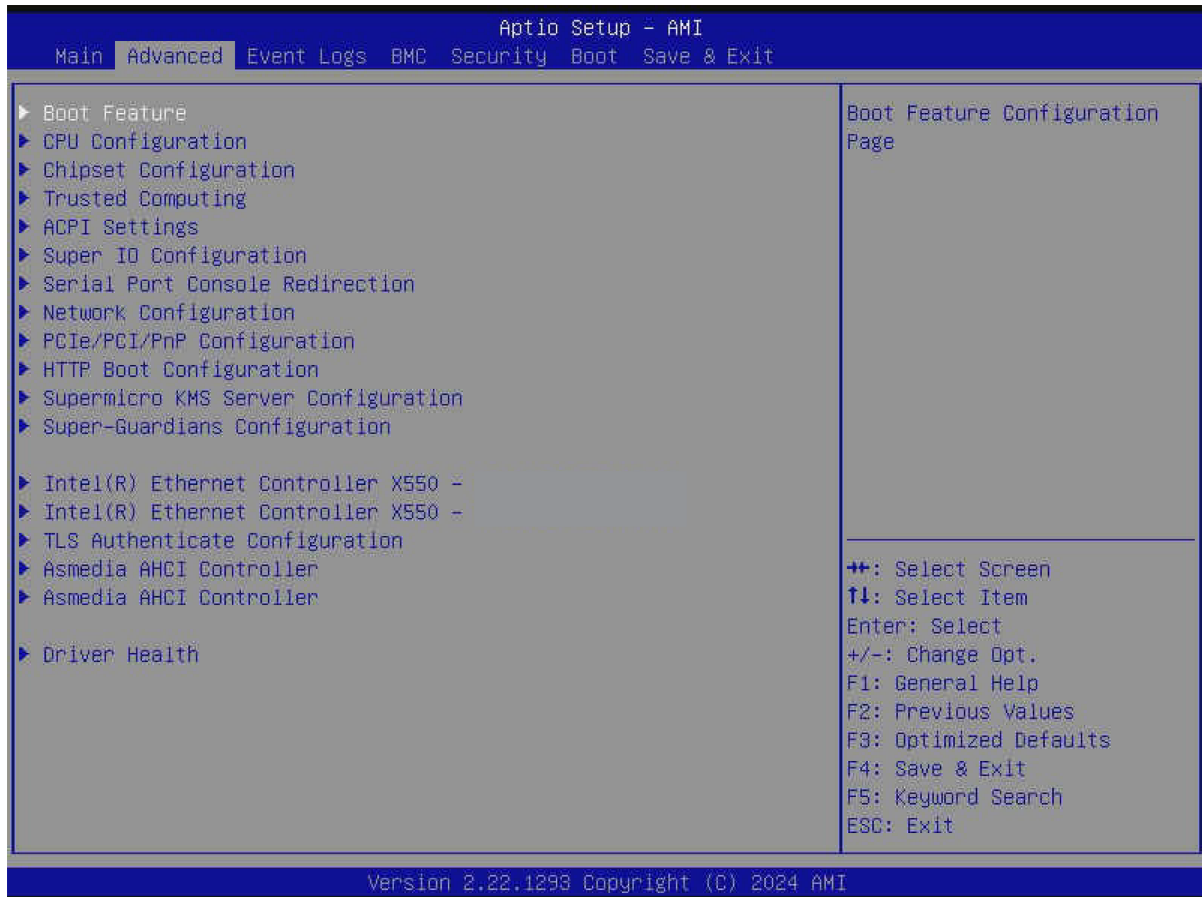 Aptio Setup – AMI
Main Advanced Event Logs BMC Security Boot Save & Exit
Boot Feature
CPU Configuration
Chipset Configuration
Trusted Computing
ACPI Settings
Super IO Configuration
Serial Port Console Redirection
Network Configuration
PCIe/PCI/PnP Configuration
HTTP Boot Configuration
Supermicro KMS Server Configuration
Super-Guardians Configuration
Intel(R) Ethernet Controller X550 –
Intel(R) Ethernet Controller X550 –
TLS Authenticate Configuration
Asmedia AHCI Controller
Asmedia AHCI Controller
Driver Health
Boot Feature Configuration
Page
→←: Select Screen
↑↓: Select Item
Enter: Select
+/-: Change Opt.
F1: General Help
F2: Previous Values
F3: Optimized Defaults
F4: Save & Exit
F5: Keyword Search
ESC: Exit
Version 2.22.1293 Copyright (C) 2024 AMI